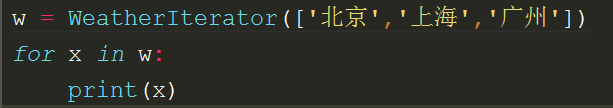 w = WeatherIterator(['北京','上海','广州'])
for x in w:
    print(x)